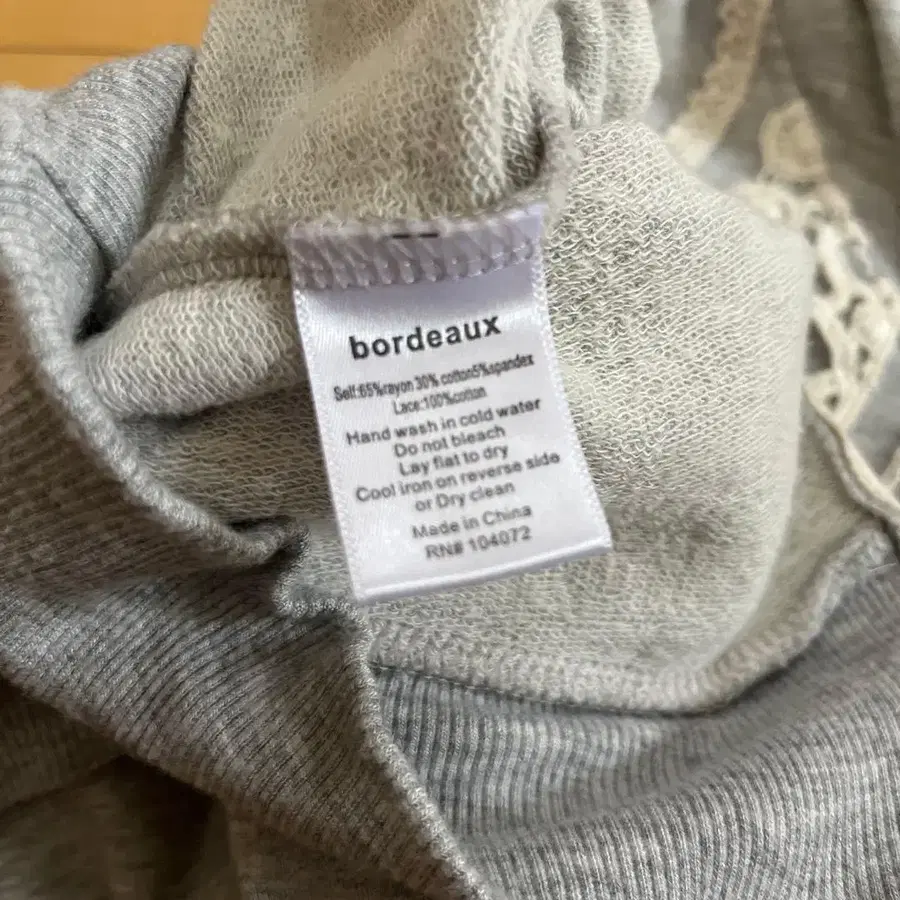 bordeaux
Self:65%rayon 30% cotton5%spandex
Lace:100%cotton
Hand wash in cold water
Do not bleach
Lay flat to dry
Cool iron on reverse side
or Dry clean
Made in China
RN# 104072